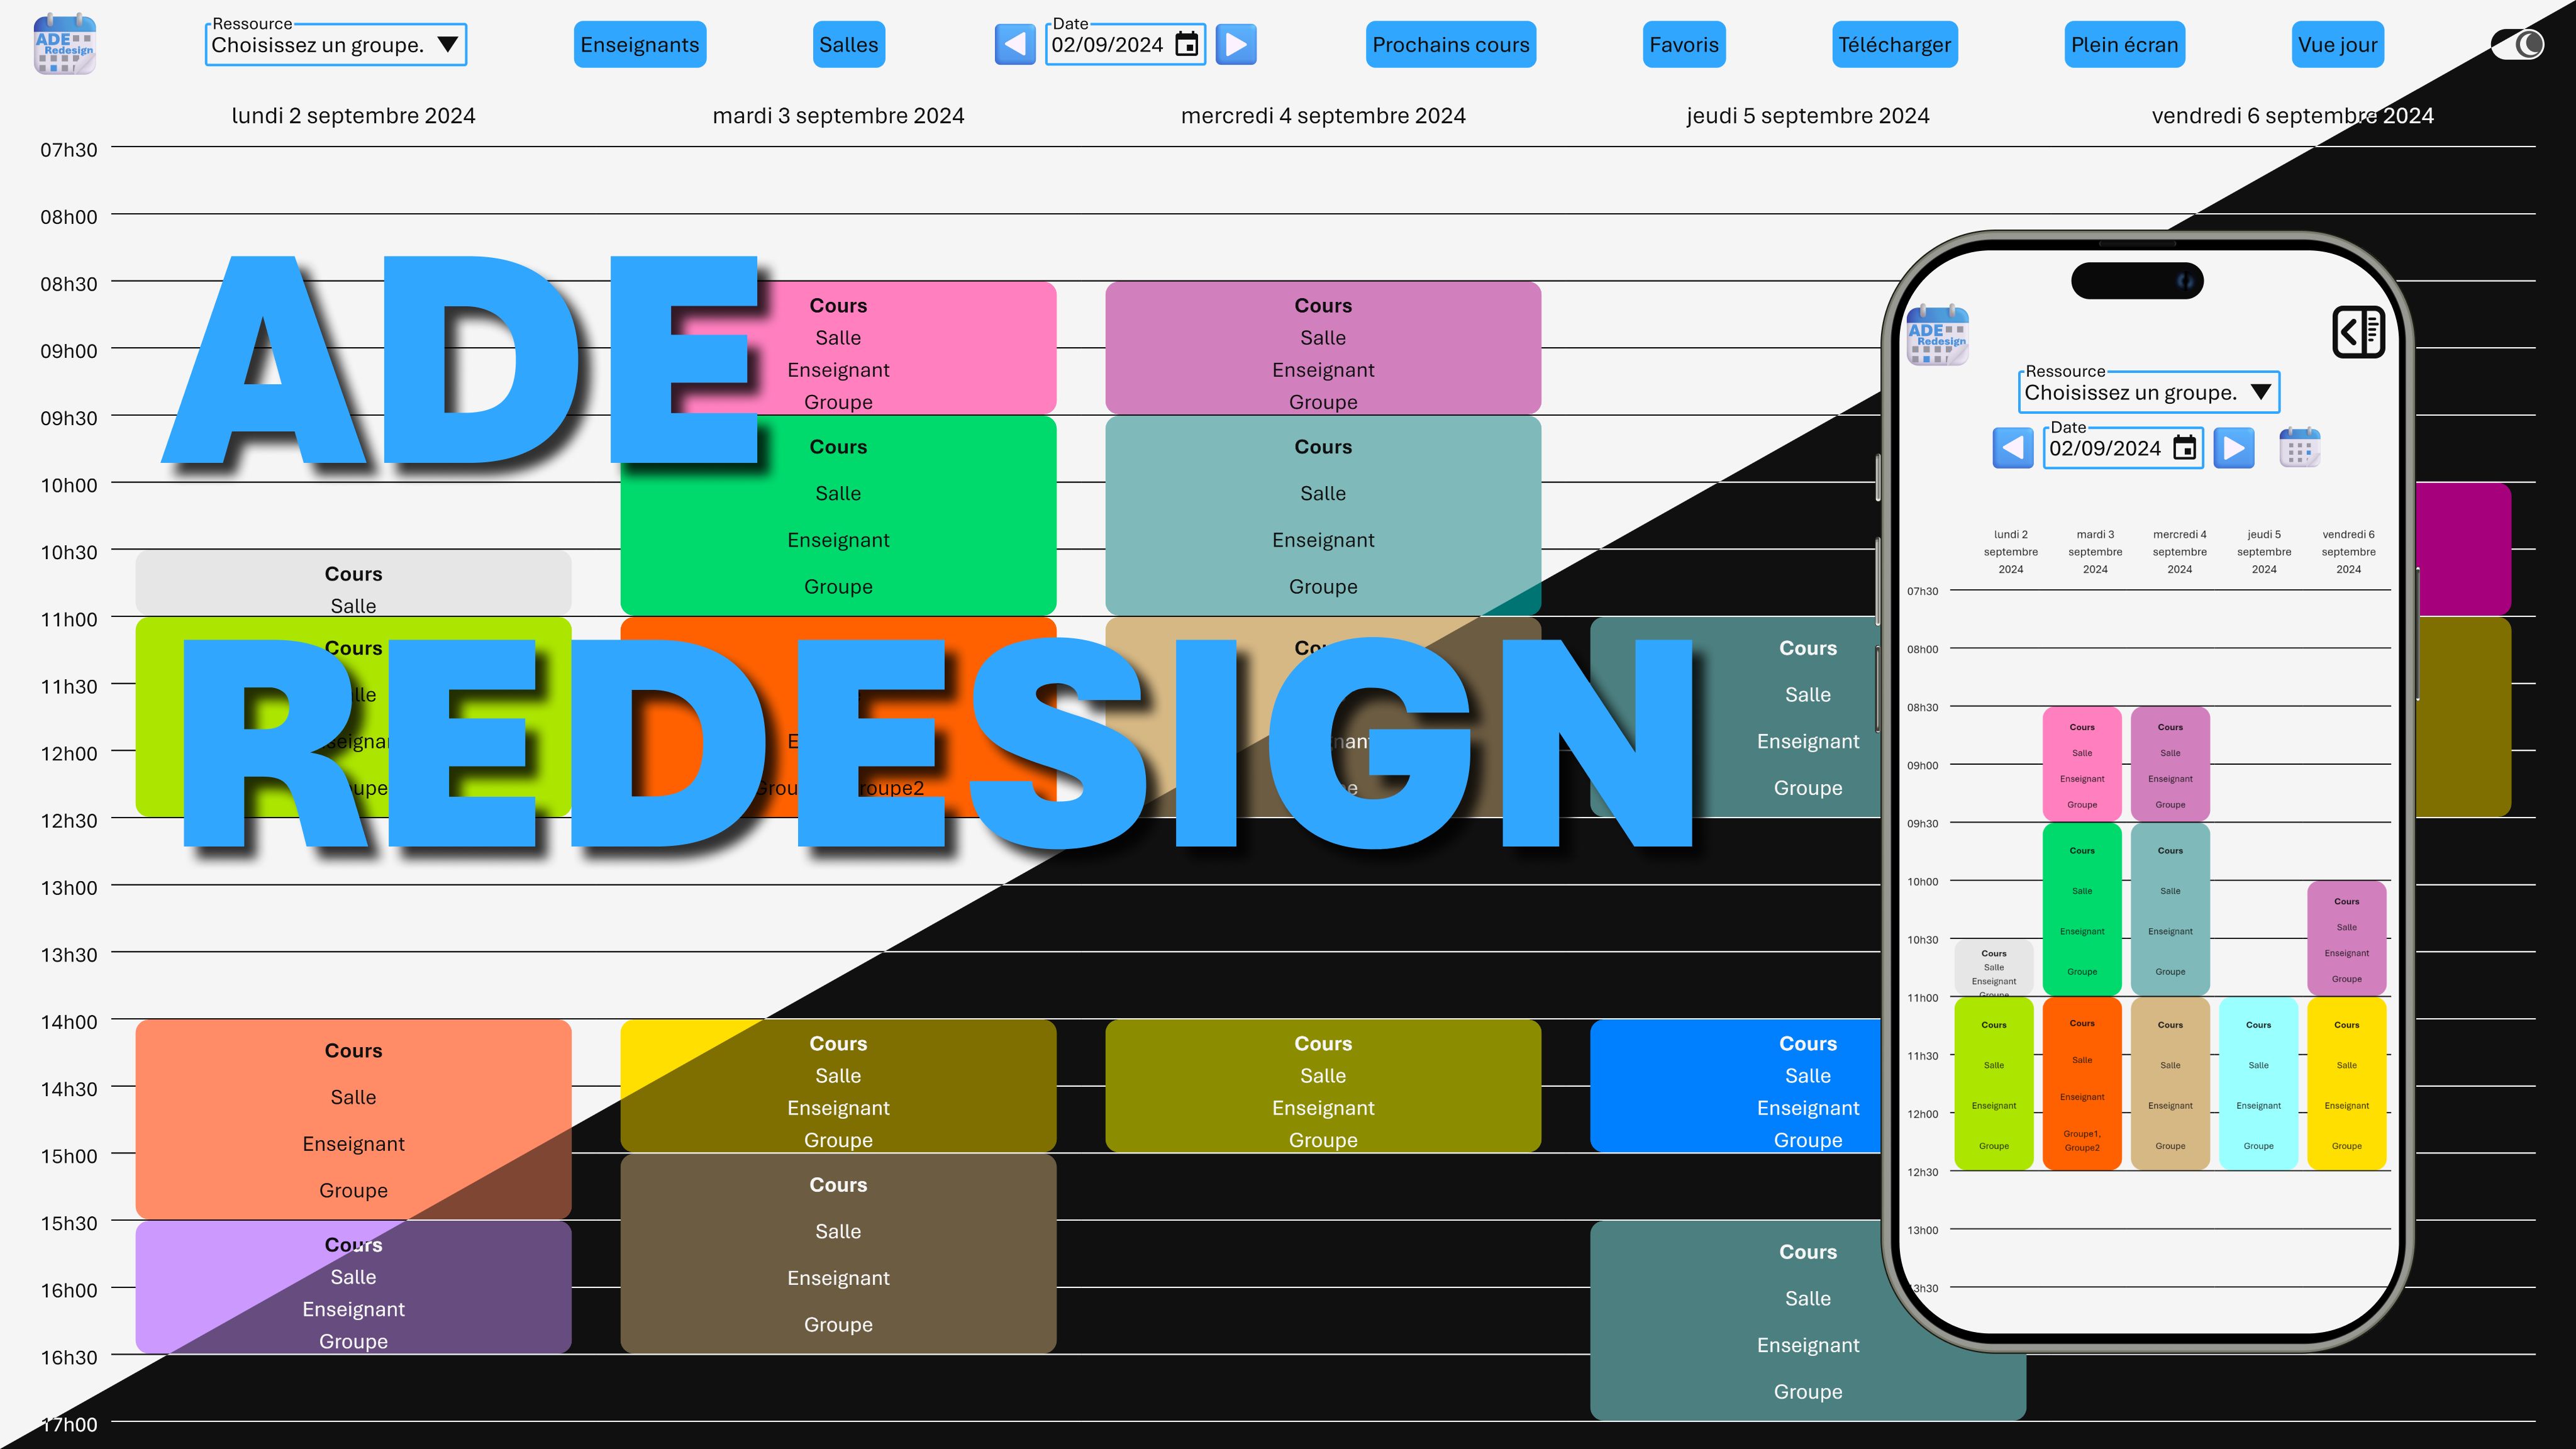 ADE
Redesign
Ressource
Choisissez un groupe.
Enseignants
Salles
Date
02/09/2024
Prochains cours
Favoris
Télécharger
Plein écran
Vue jour
lundi 2 septembre 2024
mardi 3 septembre 2024
mercredi 4 septembre 2024
jeudi 5 septembre 2024
vendredi 6 septembre 2024
07h30
08h00
08h30
09h00
09h30
10h00
10h30
11h00
11h30
12h00
12h30
13h00
13h30
14h00
14h30
15h00
15h30
16h00
16h30
17h00
ADE
REDESIGN
Cours
Salle
Cours
Cours
Salle
Enseignant
Groupe
Cours
Salle
Enseignant
Groupe
Cours
Salle
Enseignant
Groupe
Cours
Salle
Enseignant
Groupe
Cours
Salle
Enseignant
Groupe
Cours
Salle
Enseignant
Groupe
Cours
Salle
Enseignant
Groupe
Cours
Salle
Enseignant
Groupe
Cours
Salle
Enseignant
Groupe
Cours
Salle
Enseignant
Groupe
Cours
Salle
Enseignant
Groupe
Cours
Salle
Enseignant
Groupe
Cours
Salle
Enseignant
Groupe
ADE
Redesign
Ressource
Choisissez un groupe.
Date
02/09/2024
lundi 2
septembre
2024
mardi 3
septembre
2024
mercredi 4
septembre
2024
jeudi 5
septembre
2024
vendredi 6
septembre
2024
07h30
08h00
08h30
09h00
09h30
10h00
10h30
11h00
11h30
12h00
12h30
13h00
Cours
Salle
Enseignant
Groupe
Cours
Salle
Enseignant
Groupe
Cours
Salle
Enseignant
Groupe
Cours
Salle
Enseignant
Groupe1,
Groupe2
Cours
Salle
Enseignant
Groupe
Cours
Salle
Enseignant
Groupe
Cours
Salle
Enseignant
Groupe
Cours
Salle
Enseignant
Groupe
Cours
Salle
Enseignant
Groupe
Cours
Salle
Enseignant
Groupe
Cours
Salle
Enseignant
Groupe